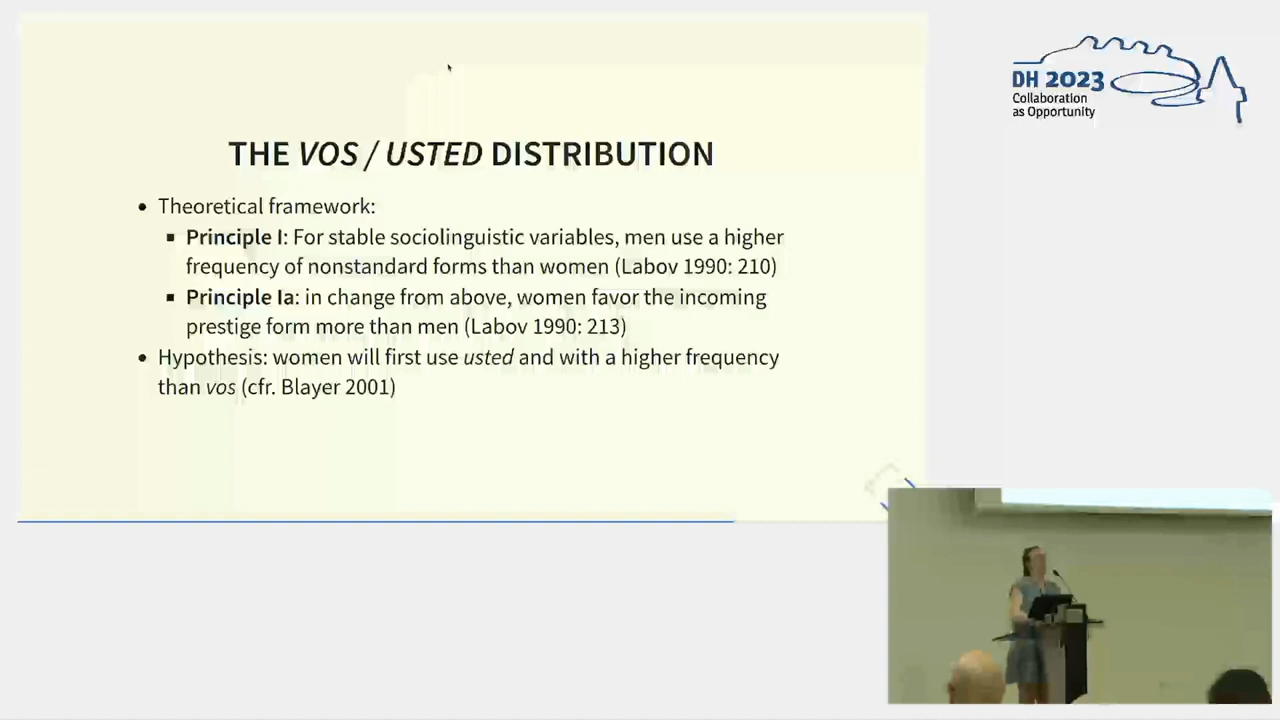 THE VOS / USTED DISTRIBUTION
• Theoretical framework:
▪ Principle I: For stable sociolinguistic variables, men use a higher
frequency of nonstandard forms than women (Labov 1990: 210)
▪ Principle Ia: in change from above, women favor the incoming
prestige form more than men (Labov 1990: 213)
• Hypothesis: women will first use usted and with a higher frequency
than vos (cfr. Blayer 2001)
DH 2023
Collaboration
as Opportunity